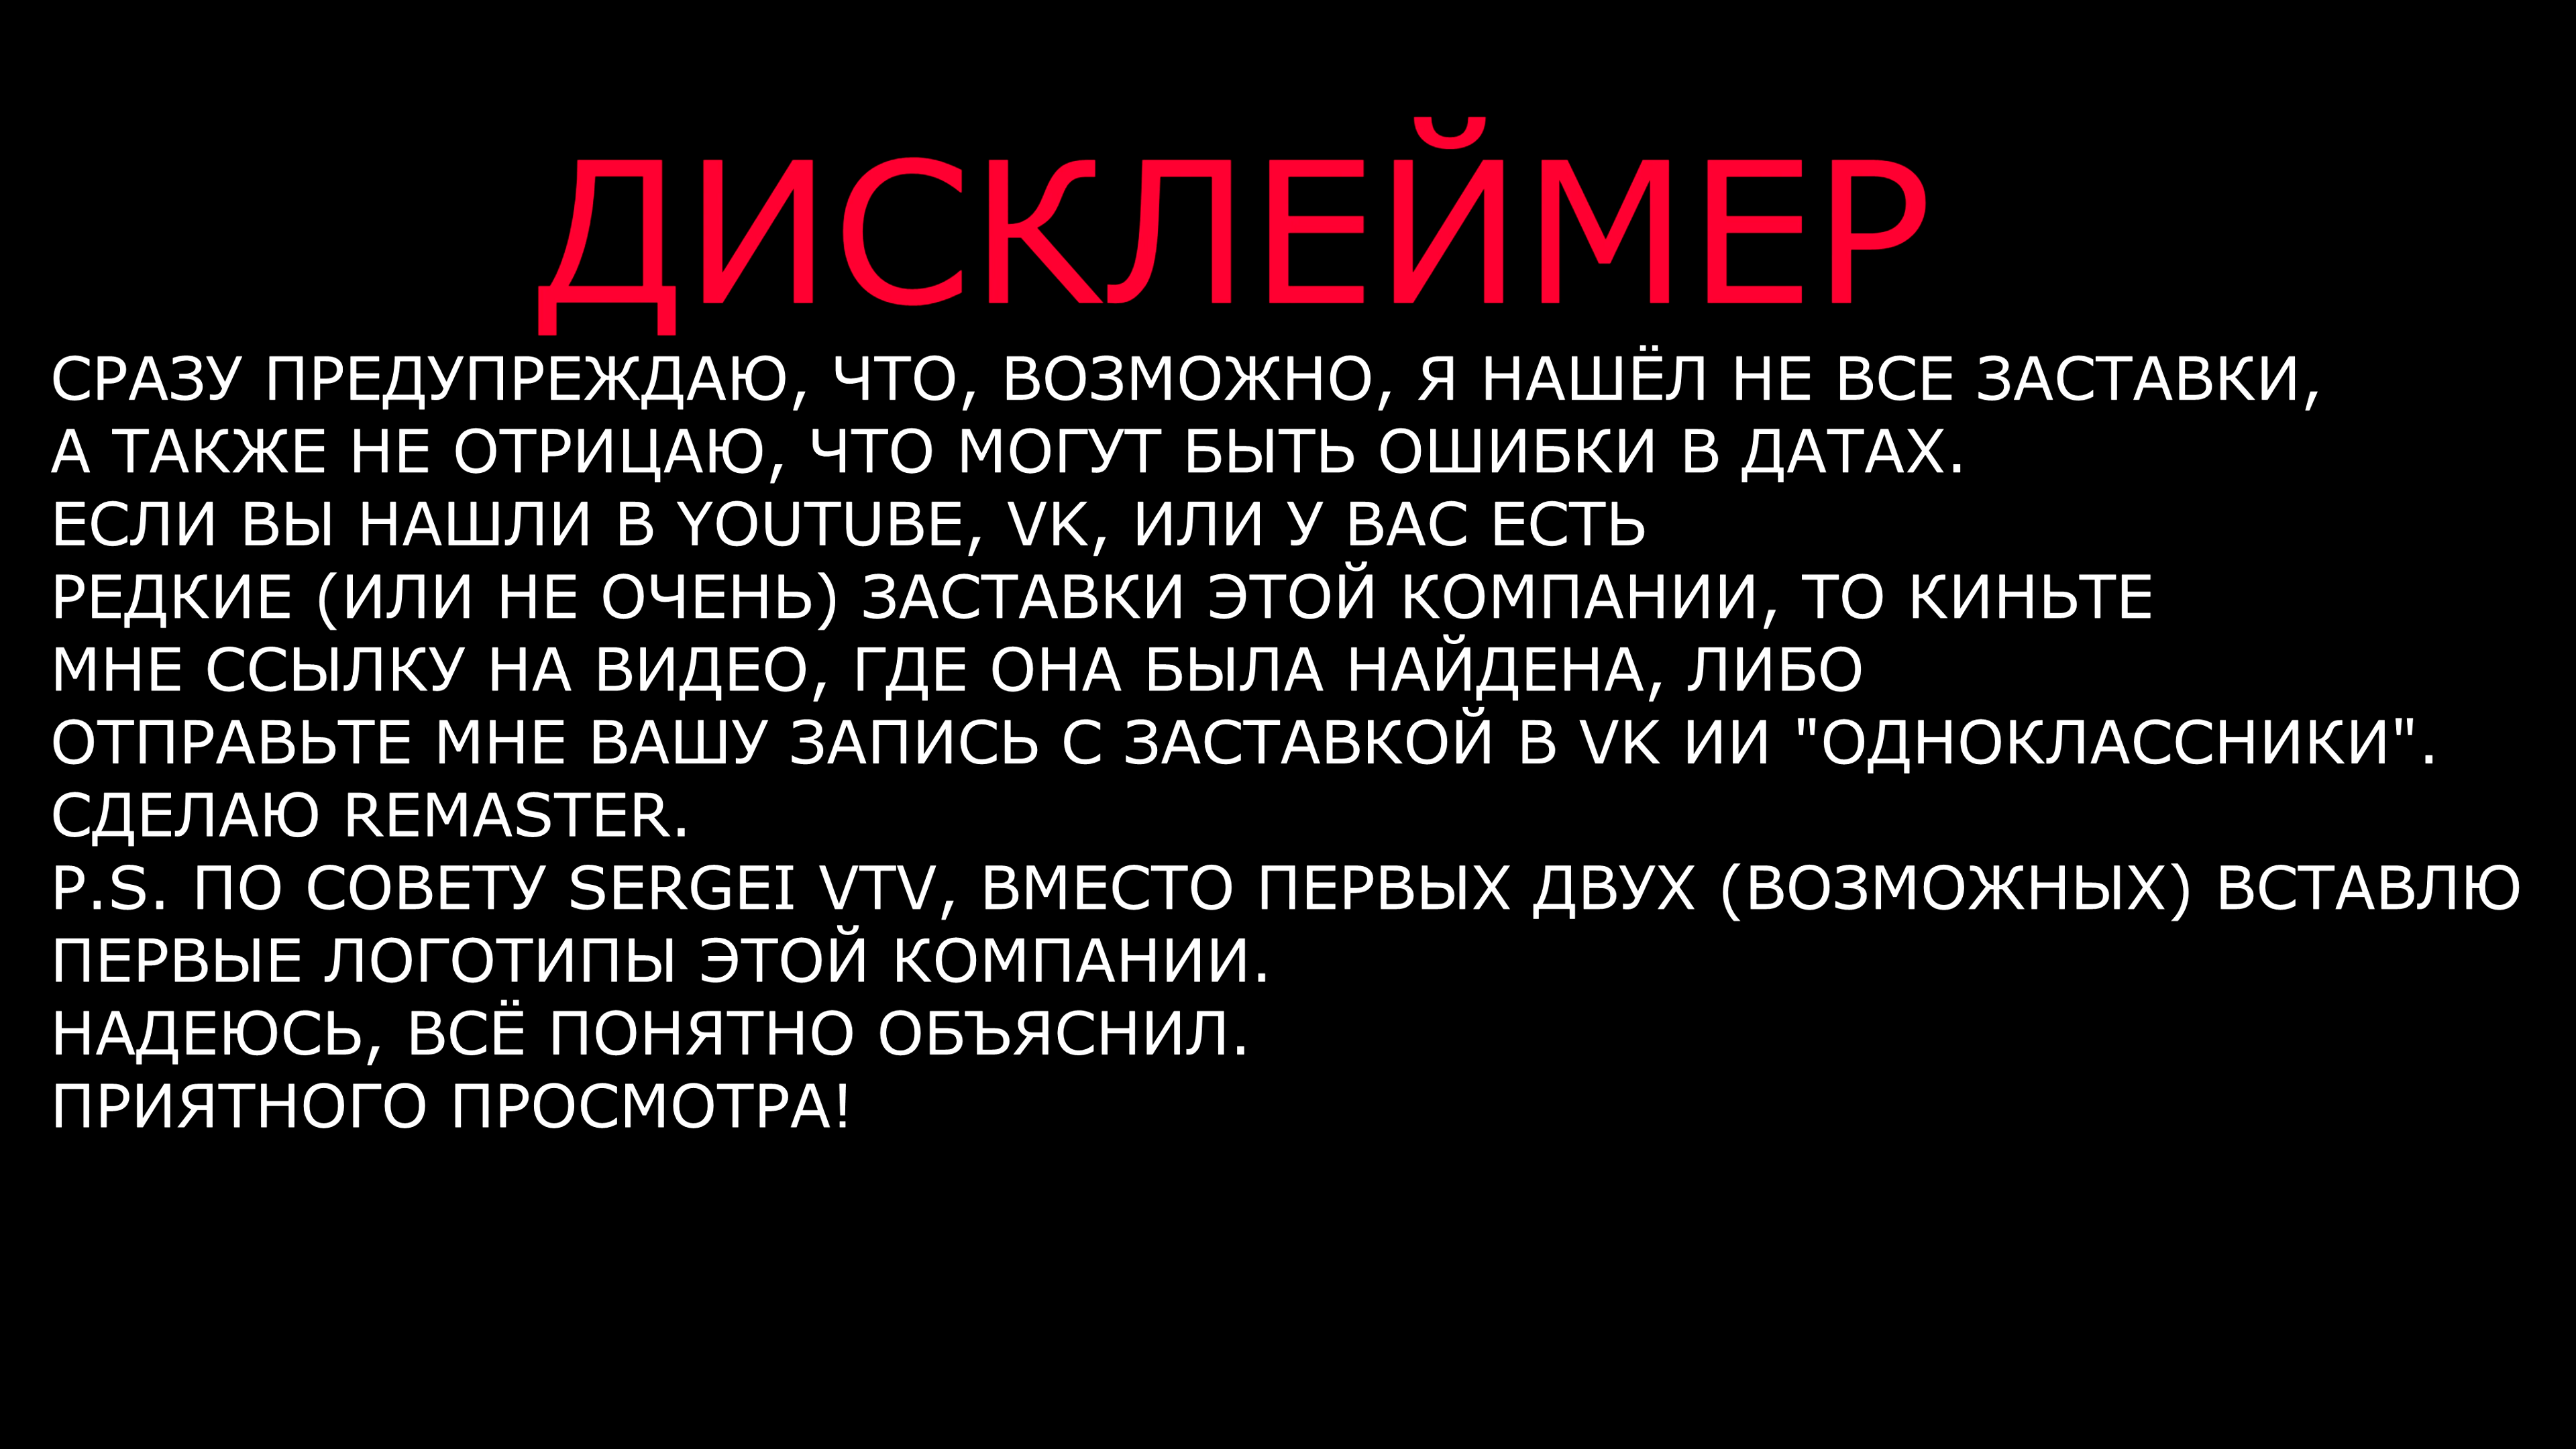 ДИСКЛЕЙМЕР
СРАЗУ ПРЕДУПРЕЖДАЮ, ЧТО, ВОЗМОЖНО, Я НАШЁЛ НЕ ВСЕ ЗАСТАВКИ,
А ТАКЖЕ НЕ ОТРИЦАЮ, ЧТО МОГУТ БЫТЬ ОШИБКИ В ДАТАХ.
ЕСЛИ ВЫ НАШЛИ В YOUTUBE, VK, ИЛИ У ВАС ЕСТЬ
РЕДКИЕ (ИЛИ НЕ ОЧЕНЬ) ЗАСТАВКИ ЭТОЙ КОМПАНИИ, ТО КИНЬТЕ
МНЕ ССЫЛКУ НА ВИДЕО, ГДЕ ОНА БЫЛА НАЙДЕНА, ЛИБО
ОТПРАВЬТЕ МНЕ ВАШУ ЗАПИСЬ С ЗАСТАВКОЙ В VK ИИ "ОДНОКЛАССНИКИ".
СДЕЛАЮ REMASTER.
P.S. ПО СОВЕТУ SERGEI VTV, ВМЕСТО ПЕРВЫХ ДВУХ (ВОЗМОЖНЫХ) ВСТАВЛЮ
ПЕРВЫЕ ЛОГОТИПЫ ЭТОЙ КОМПАНИИ.
НАДЕЮСЬ, ВСЁ ПОНЯТНО ОБЪЯСНИЛ.
ПРИЯТНОГО ПРОСМОТРА!